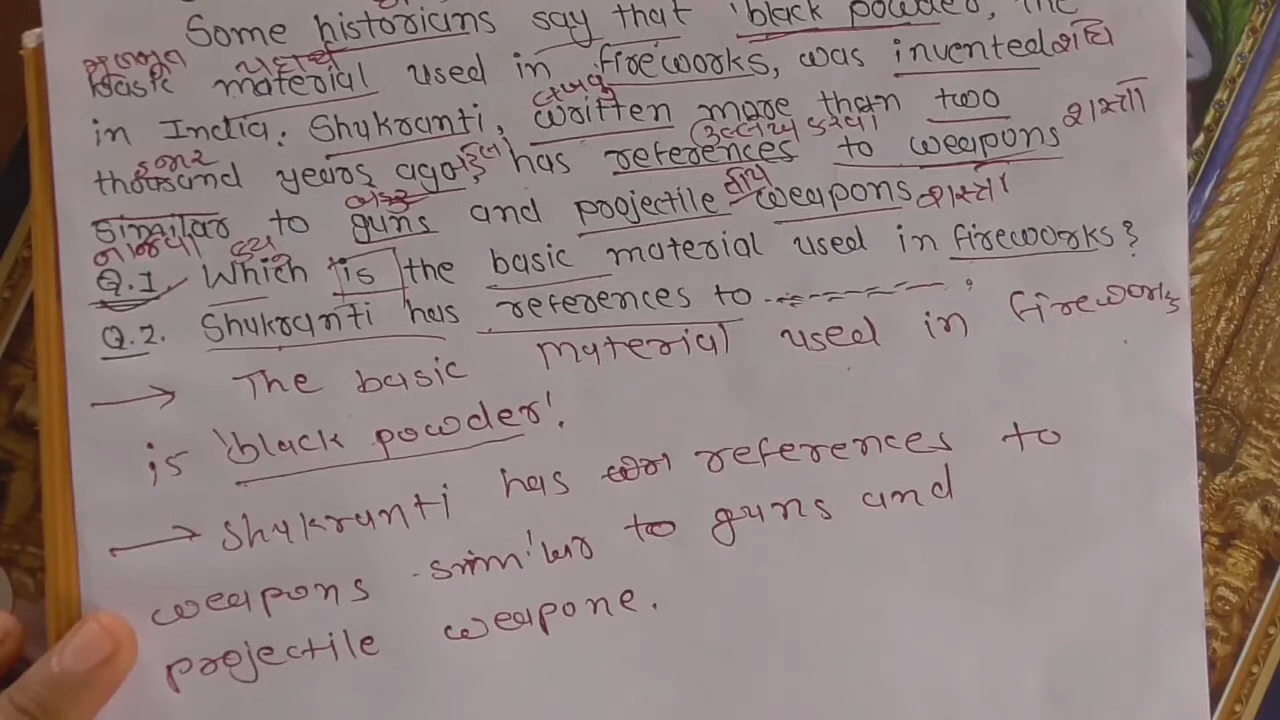 Some historians say that 'black powder, the
basic material used in fireworks, was invented
in India. Shukranti, written more than two
હજાર
thousand years ago, has references to weapons શસ્ત્રો
similar to guns and projectile weapons શસ્ત્રો
Q.1. Which is the basic material used in fireworks?
Q.2. Shukranti has references to --------.
→ The basic material used in fireworks
is 'black powder'.
→ Shukranti has references to
weapons similar to guns and
projectile weapone.